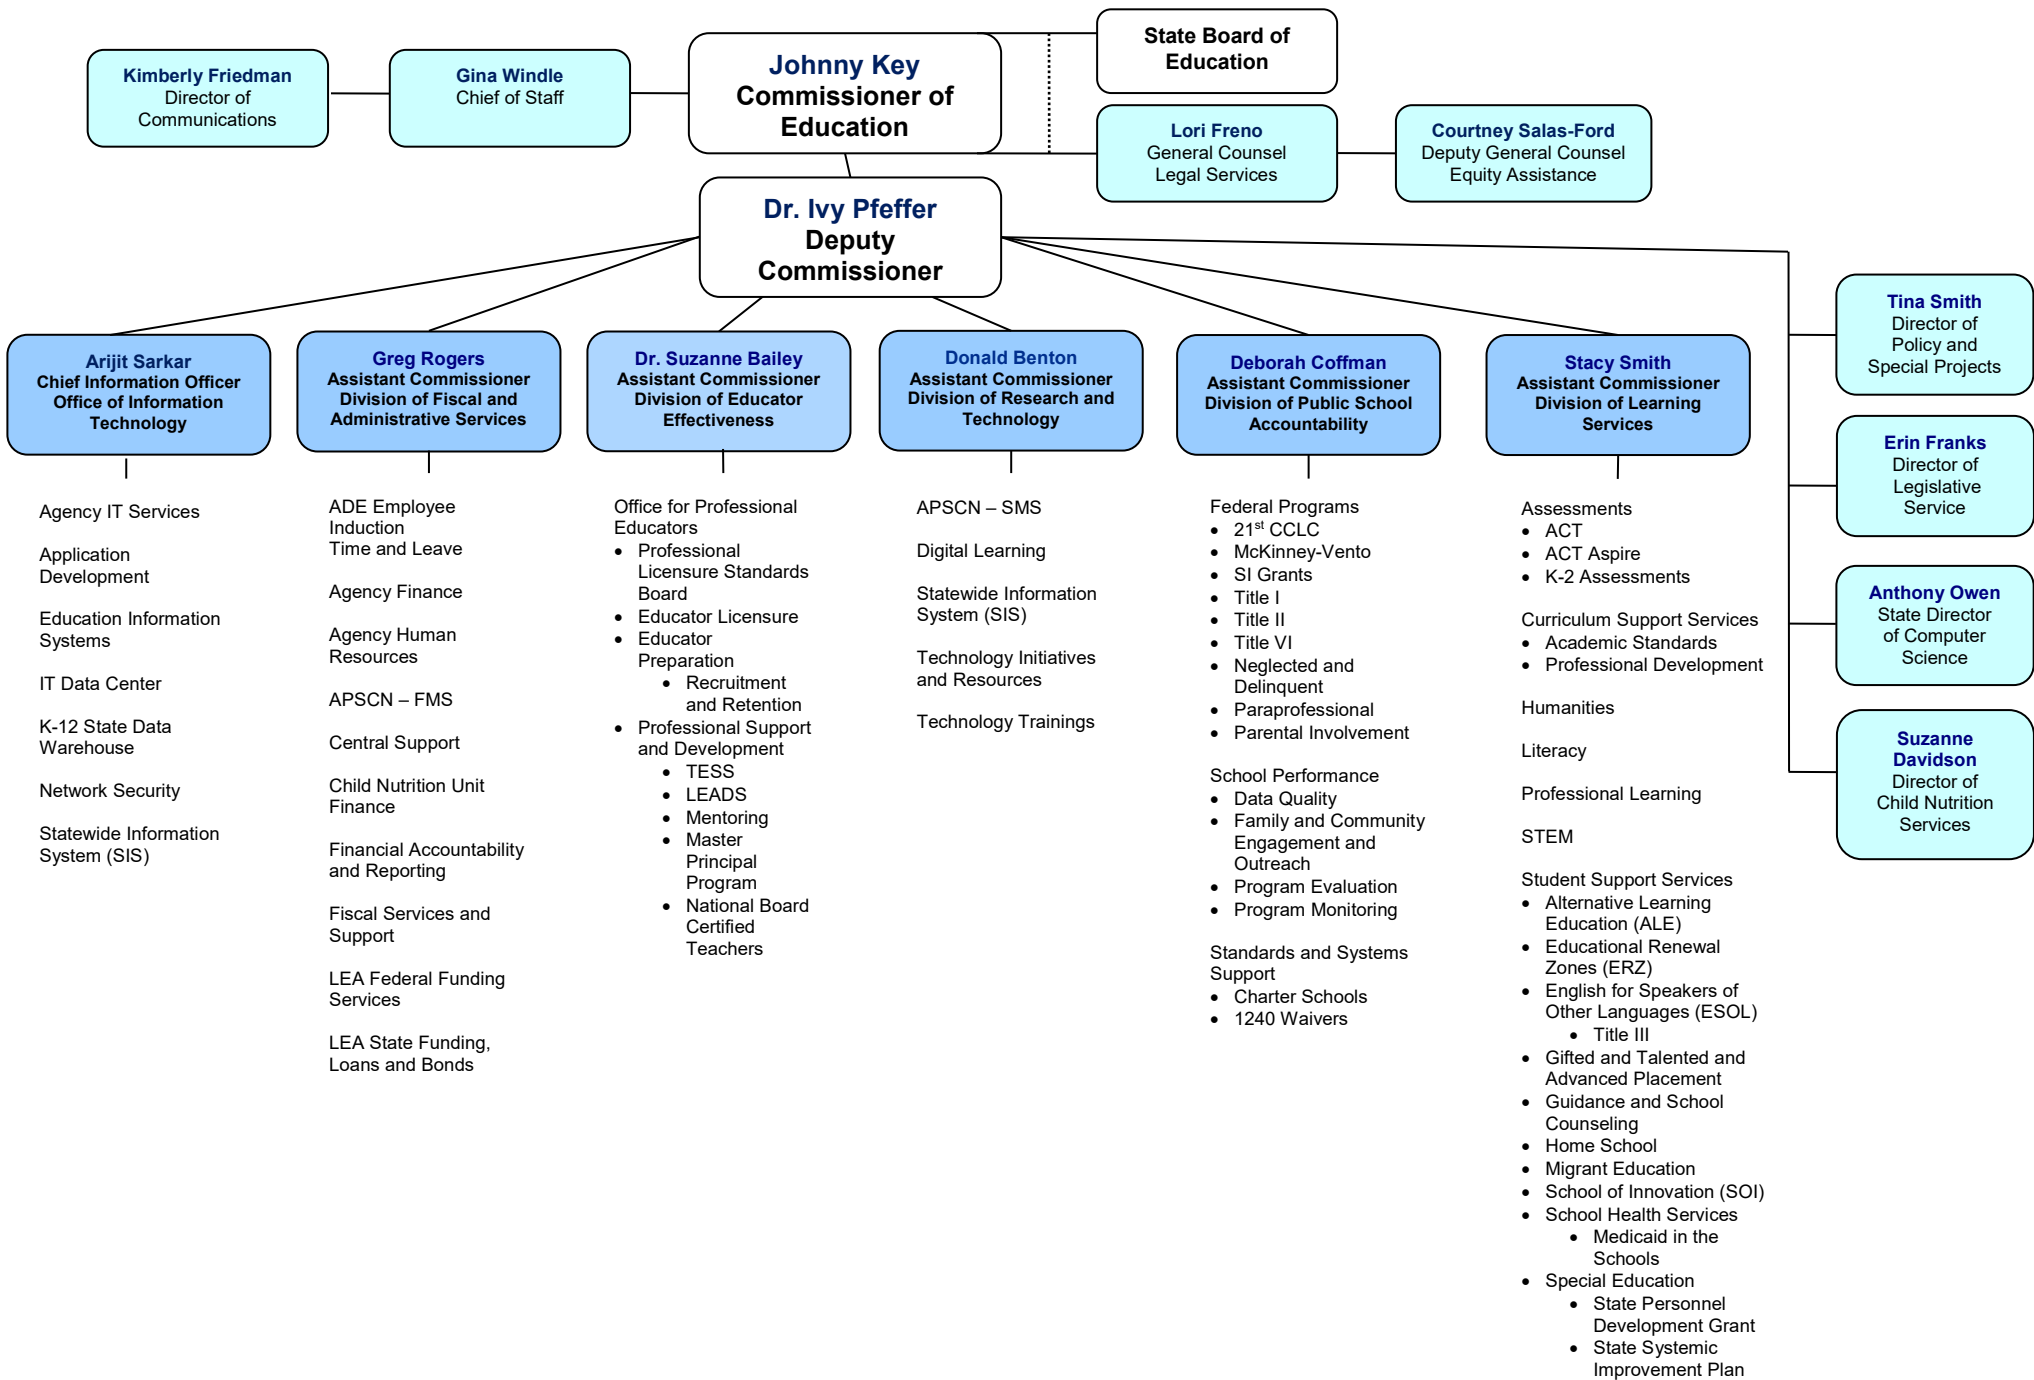 Kimberly Friedman
Director of
Communications
Gina Windle
Chief of Staff
Johnny Key
Commissioner of
Education
State Board of
Education
Lori Freno
General Counsel
Legal Services
Courtney Salas-Ford
Deputy General Counsel
Equity Assistance
Dr. Ivy Pfeffer
Deputy
Commissioner
Arijit Sarkar
Chief Information Officer
Office of Information
Technology
Agency IT Services
Application
Development
Education Information
Systems
IT Data Center
K-12 State Data
Warehouse
Network Security
Statewide Information
System (SIS)
Greg Rogers
Assistant Commissioner
Division of Fiscal and
Administrative Services
ADE Employee
Induction
Time and Leave
Agency Finance
Agency Human
Resources
APSCN – FMS
Central Support
Child Nutrition Unit
Finance
Financial Accountability
and Reporting
Fiscal Services and
Support
LEA Federal Funding
Services
LEA State Funding,
Loans and Bonds
Dr. Suzanne Bailey
Assistant Commissioner
Division of Educator
Effectiveness
Office for Professional
Educators
• Professional
Licensure Standards
Board
• Educator Licensure
• Educator
Preparation
• Recruitment
and Retention
• Professional Support
and Development
• TESS
• LEADS
• Mentoring
• Master
Principal
Program
• National Board
Certified
Teachers
Donald Benton
Assistant Commissioner
Division of Research and
Technology
APSCN – SMS
Digital Learning
Statewide Information
System (SIS)
Technology Initiatives
and Resources
Technology Trainings
Deborah Coffman
Assistant Commissioner
Division of Public School
Accountability
Federal Programs
• 21st CCLC
• McKinney-Vento
• SI Grants
• Title I
• Title II
• Title VI
• Neglected and
Delinquent
• Paraprofessional
• Parental Involvement
School Performance
• Data Quality
• Family and Community
Engagement and
Outreach
• Program Evaluation
• Program Monitoring
Standards and Systems
Support
• Charter Schools
• 1240 Waivers
Stacy Smith
Assistant Commissioner
Division of Learning
Services
Assessments
• ACT
• ACT Aspire
• K-2 Assessments
Curriculum Support Services
• Academic Standards
• Professional Development
Humanities
Literacy
Professional Learning
STEM
Student Support Services
• Alternative Learning
Education (ALE)
• Educational Renewal
Zones (ERZ)
• English for Speakers of
Other Languages (ESOL)
• Title III
• Gifted and Talented and
Advanced Placement
• Guidance and School
Counseling
• Home School
• Migrant Education
• School of Innovation (SOI)
• School Health Services
• Medicaid in the
Schools
• Special Education
• State Personnel
Development Grant
• State Systemic
Improvement Plan
Tina Smith
Director of
Policy and
Special Projects
Erin Franks
Director of
Legislative
Service
Anthony Owen
State Director
of Computer
Science
Suzanne
Davidson
Director of
Child Nutrition
Services